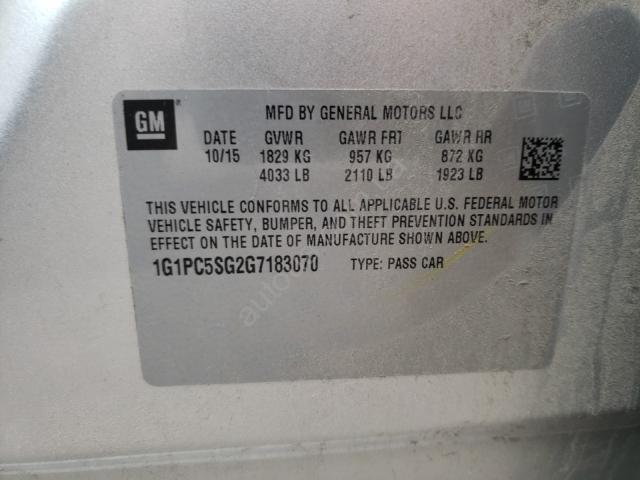 GM
MFD BY GENERAL MOTORS LLC
DATE GVWR GAWR FRT GAWR RR
10/15 1829 KG 957 KG 872 KG
4033 LB 2110 LB 1923 LB
THIS VEHICLE CONFORMS TO ALL APPLICABLE U.S. FEDERAL MOTOR
VEHICLE SAFETY, BUMPER, AND THEFT PREVENTION STANDARDS IN
EFFECT ON THE DATE OF MANUFACTURE SHOWN ABOVE.
1G1PC5SG2G7183070 TYPE: PASS CAR